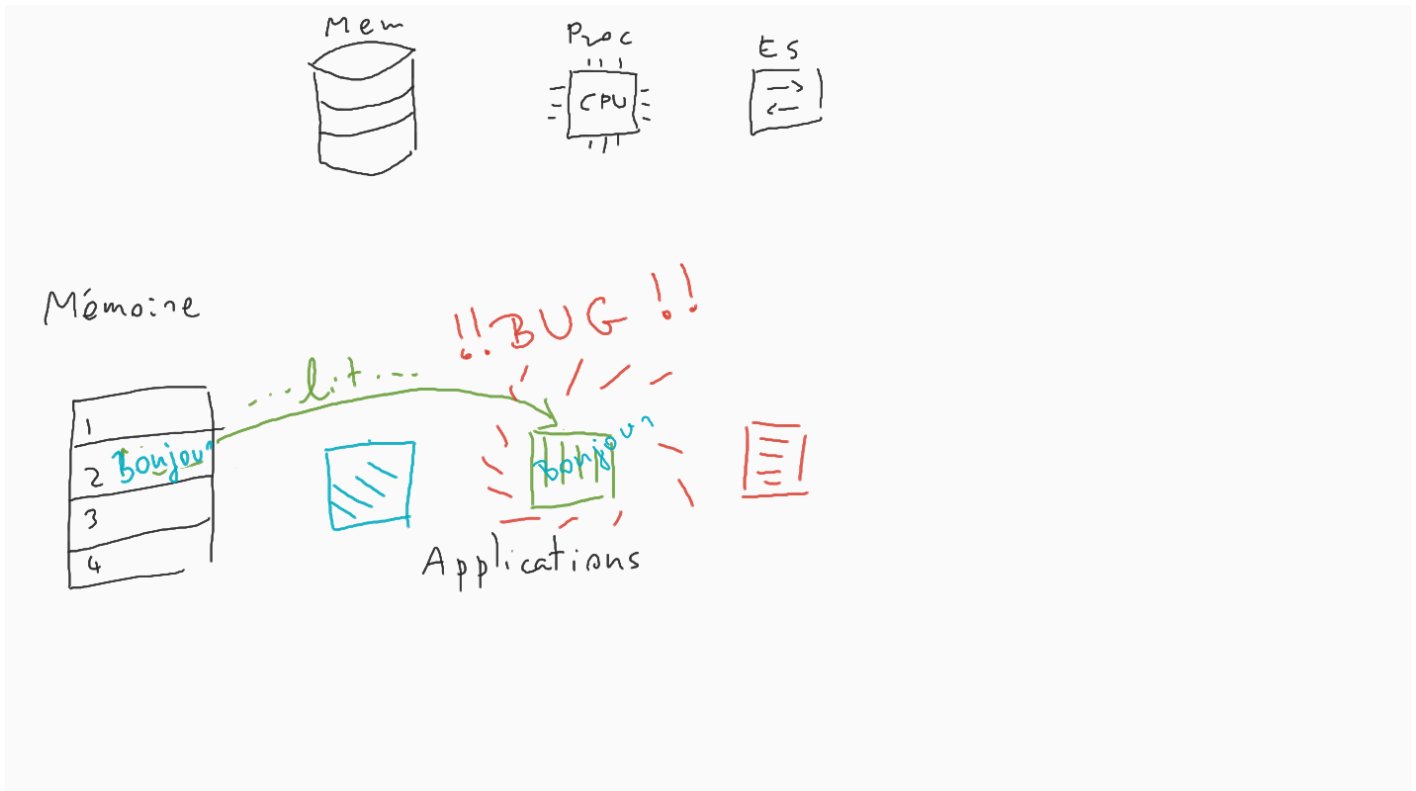 Mem
Proc
CPU
ES
Mémoire
!! BUG !!
...lit...
1
2 Bonjour
3
4
Bonjour
Applications